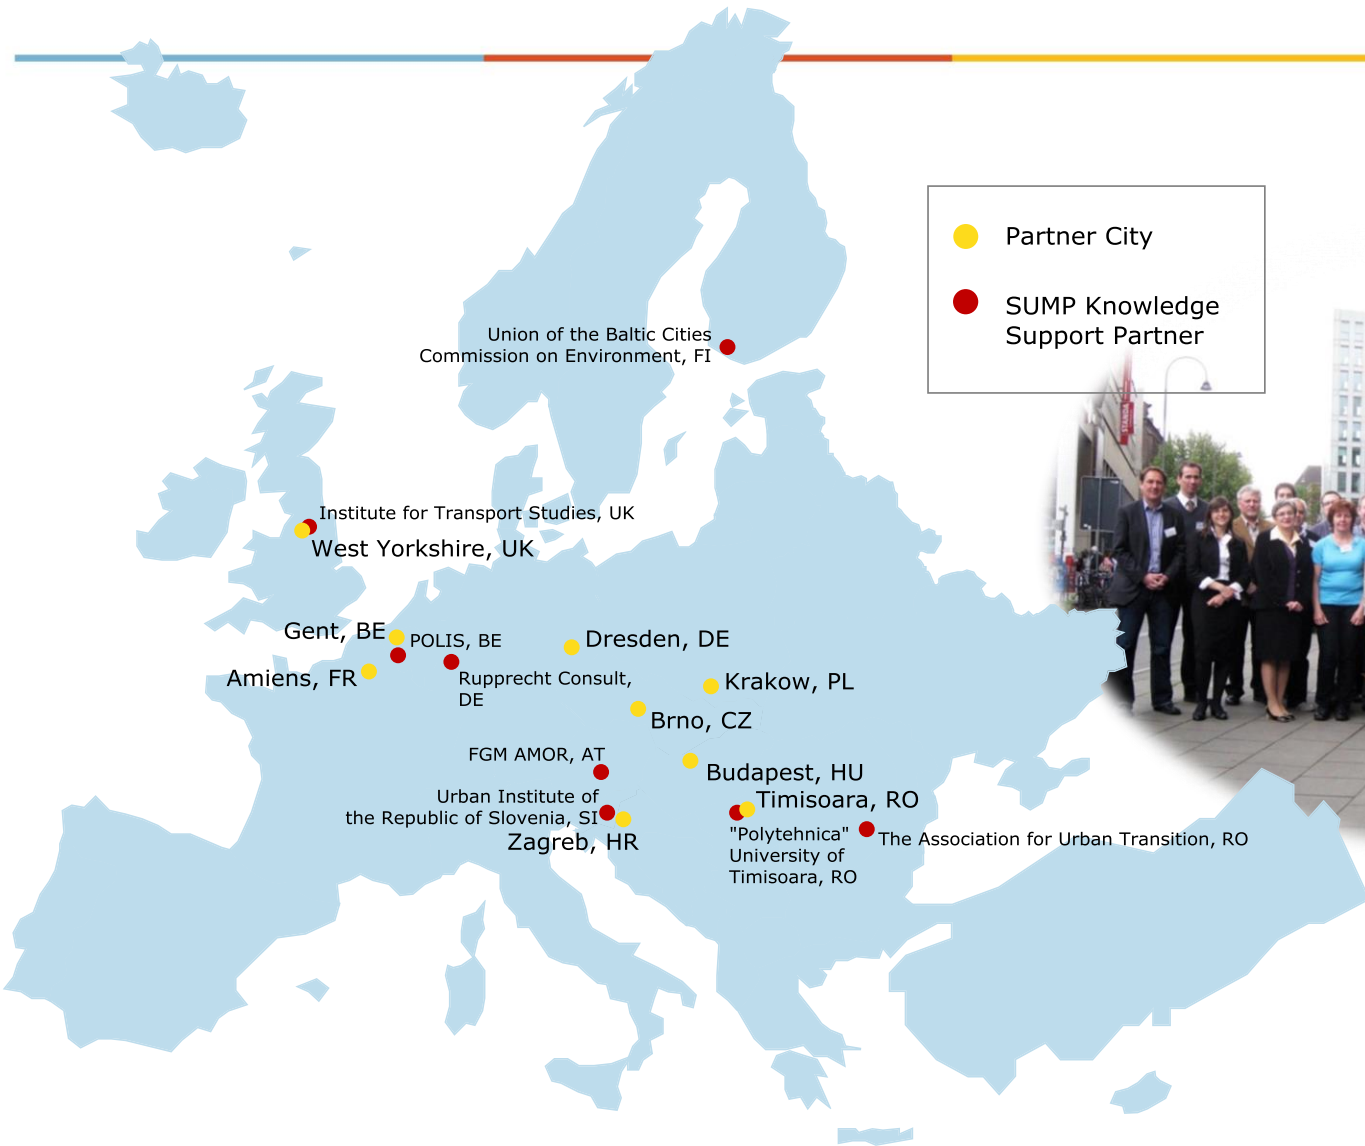 Partner City
SUMP Knowledge
Support Partner
Union of the Baltic Cities
Commission on Environment, FI
Institute for Transport Studies, UK
West Yorkshire, UK
Gent, BE
POLIS, BE
Dresden, DE
Amiens, FR
Rupprecht Consult,
DE
Krakow, PL
Brno, CZ
FGM AMOR, AT
Budapest, HU
Urban Institute of
the Republic of Slovenia, SI
Timisoara, RO
Zagreb, HR
"Polytehnica"
University of
Timisoara, RO
The Association for Urban Transition, RO